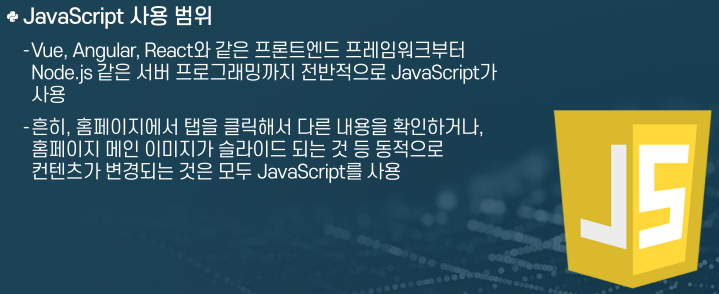 JavaScript 사용 범위
-Vue, Angular, React와 같은 프론트엔드 프레임워크부터
Node.js 같은 서버 프로그래밍까지 전반적으로 JavaScript가
사용
-흔히, 홈페이지에서 탭을 클릭해서 다른 내용을 확인하거나,
홈페이지 메인 이미지가 슬라이드 되는 것 등 동적으로
컨텐츠가 변경되는 것은 모두 JavaScript를 사용
JS